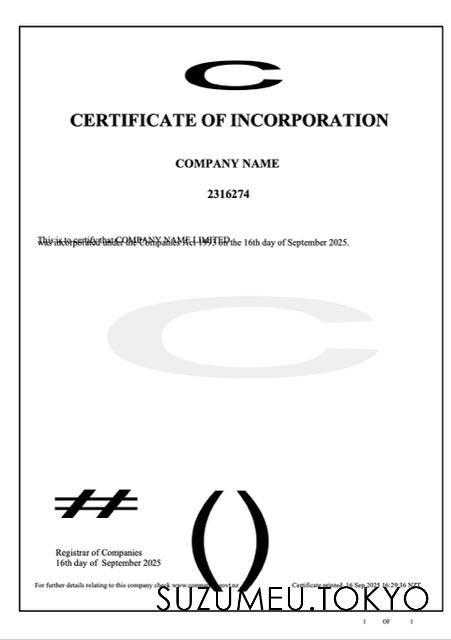 C
CERTIFICATE OF INCORPORATION
COMPANY NAME
2316274
This is to certify that COMPANY NAME LIMITED
was incorporated under the Companies Act 1993 on the 16th day of September 2025.
C
#
()
Registrar of Companies
16th day of September 2025
For further details relating to this company check www.companies.govt.nz
Certificate printed 16 Sep 2025 16:29:36 NZT
SUZUMEU.TOKYO
1 OF 1